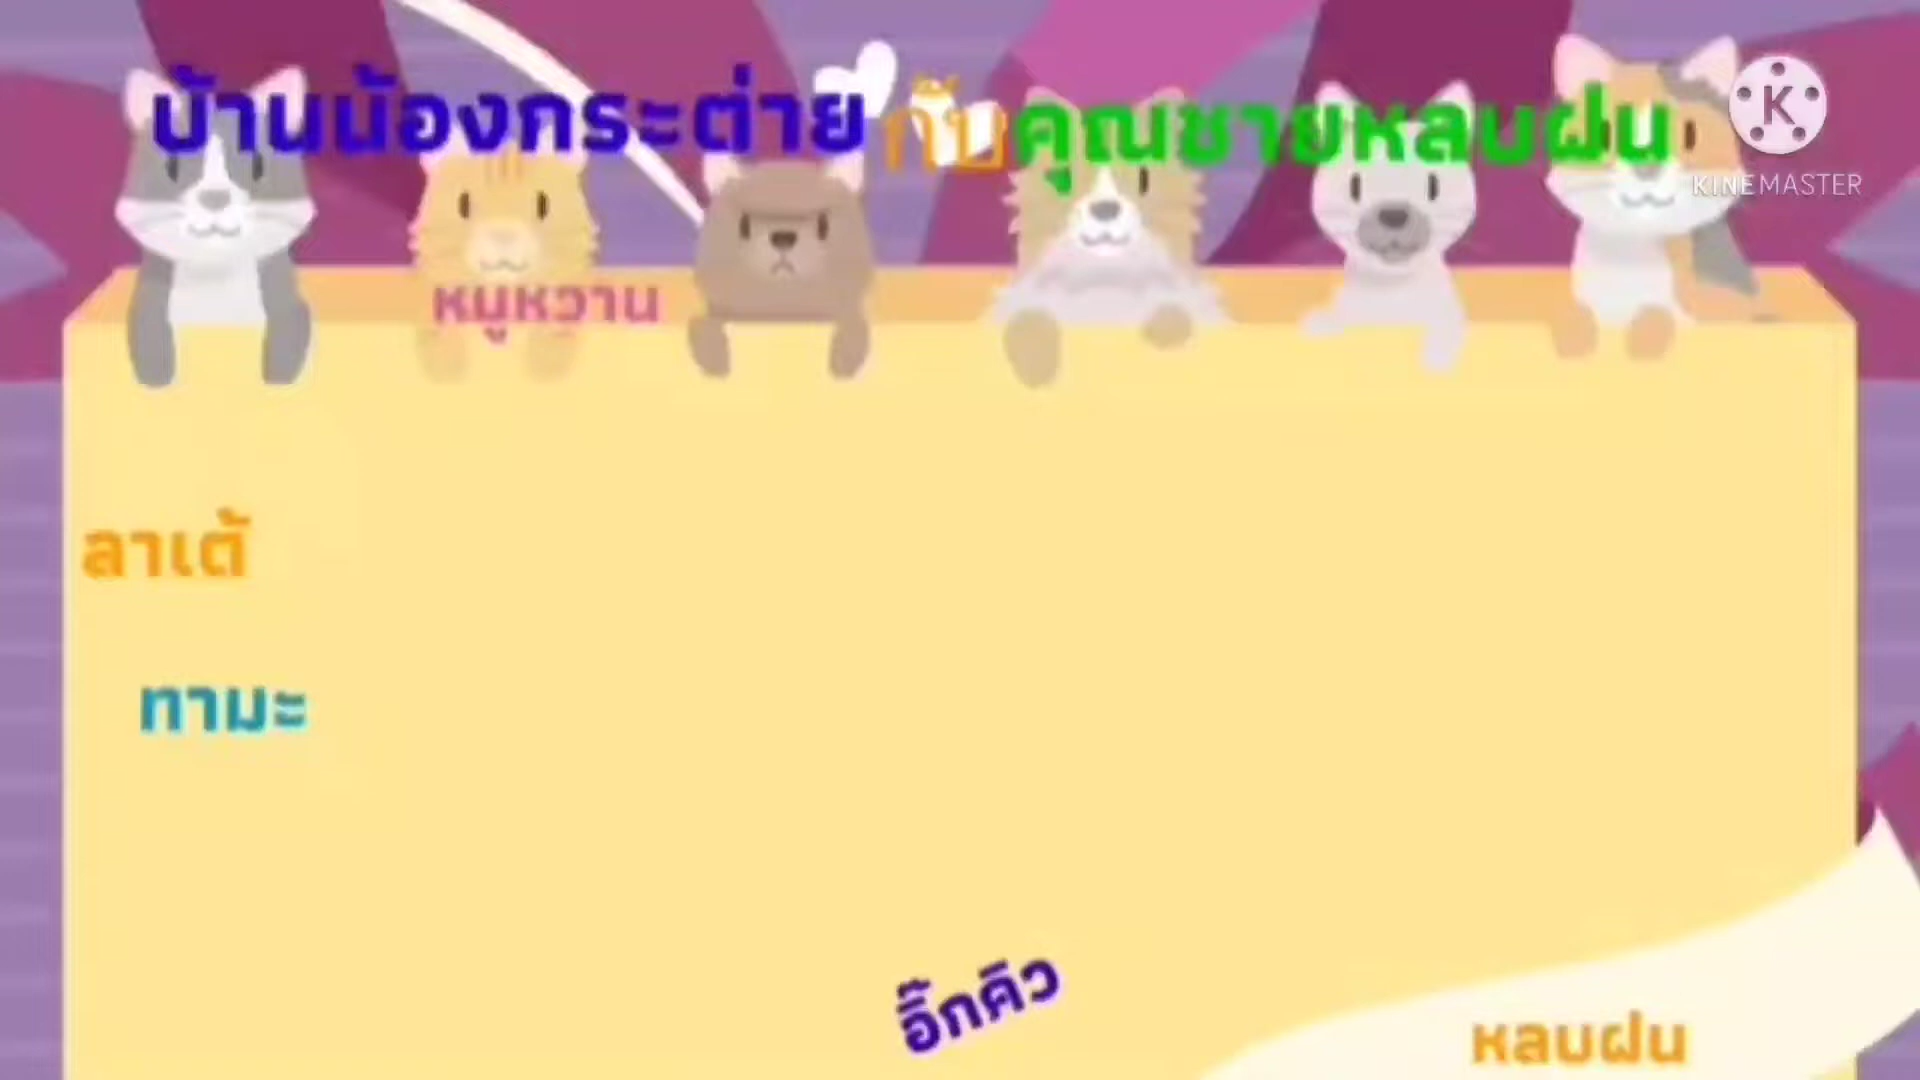 บ้านน้องกระต่าย กับ คุณชายหลบฝน
KINEMASTER
หมูหวาน
ลาเต้
ทามะ
อิ๊กคิว
หลบฝน